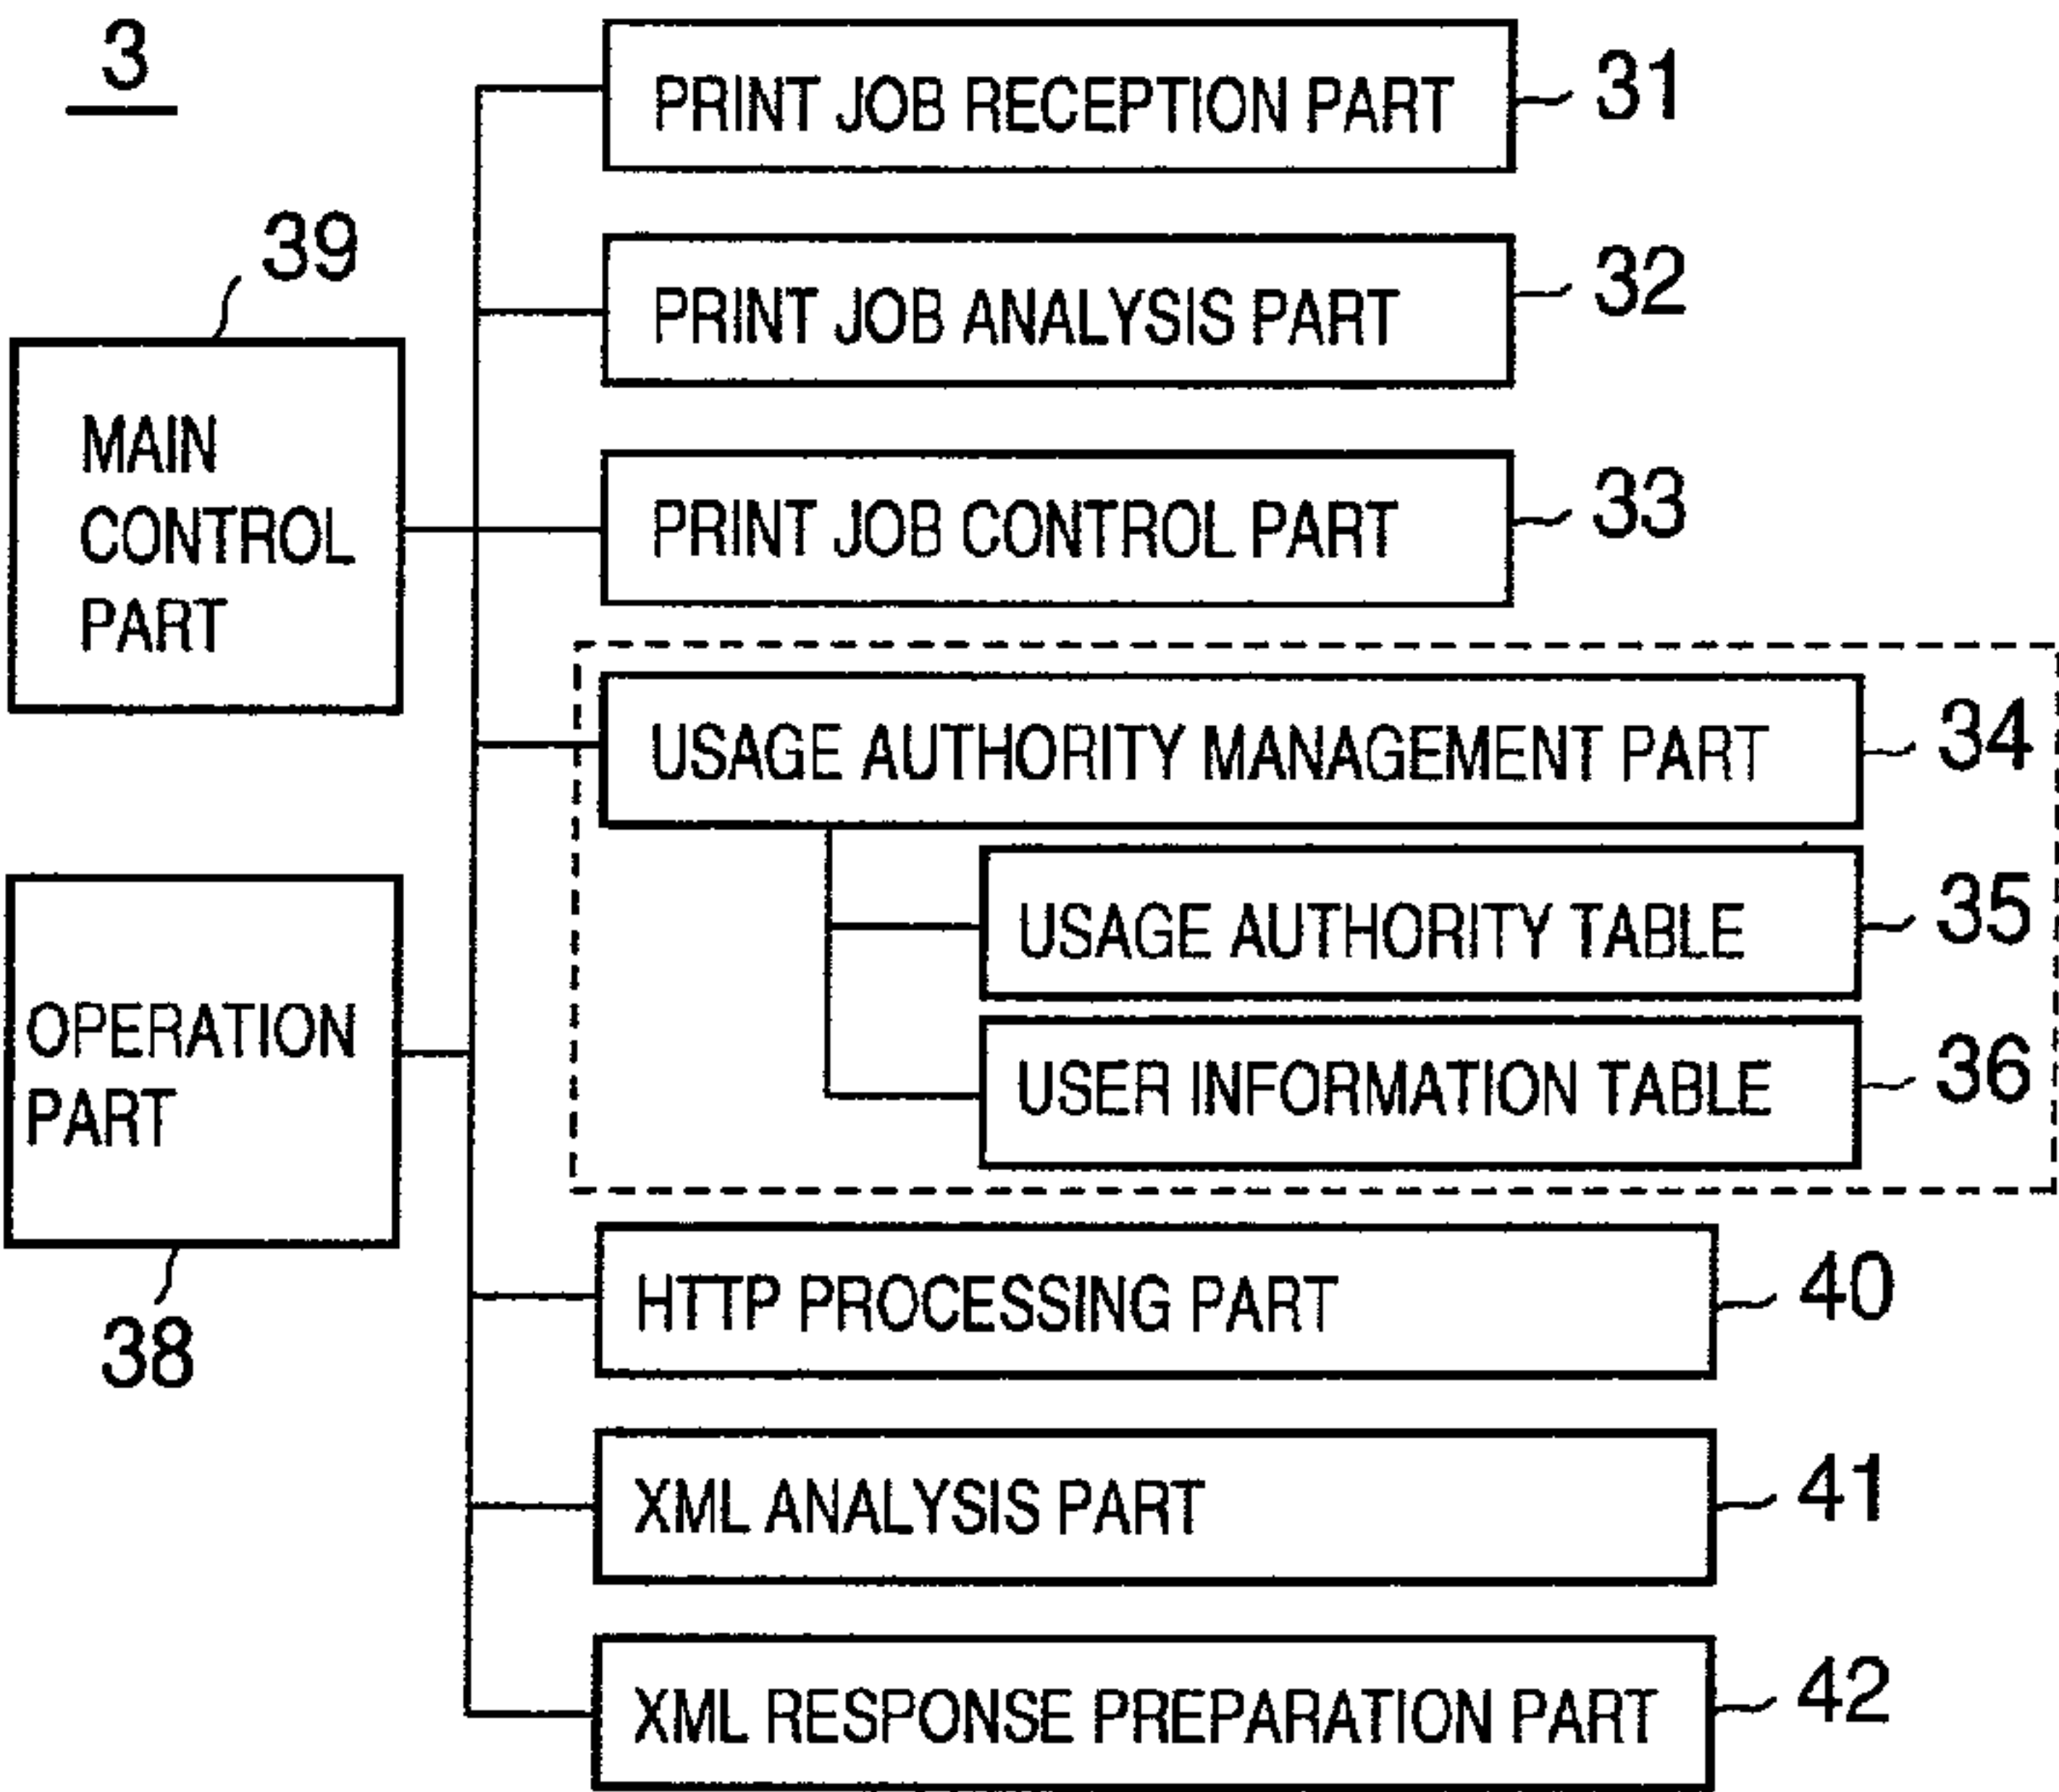 3
PRINT JOB RECEPTION PART
31
39
PRINT JOB ANALYSIS PART
32
MAIN
CONTROL
PART
PRINT JOB CONTROL PART
33
USAGE AUTHORITY MANAGEMENT PART
34
USAGE AUTHORITY TABLE
35
OPERATION
PART
USER INFORMATION TABLE
36
38
HTTP PROCESSING PART
40
XML ANALYSIS PART
41
XML RESPONSE PREPARATION PART
42